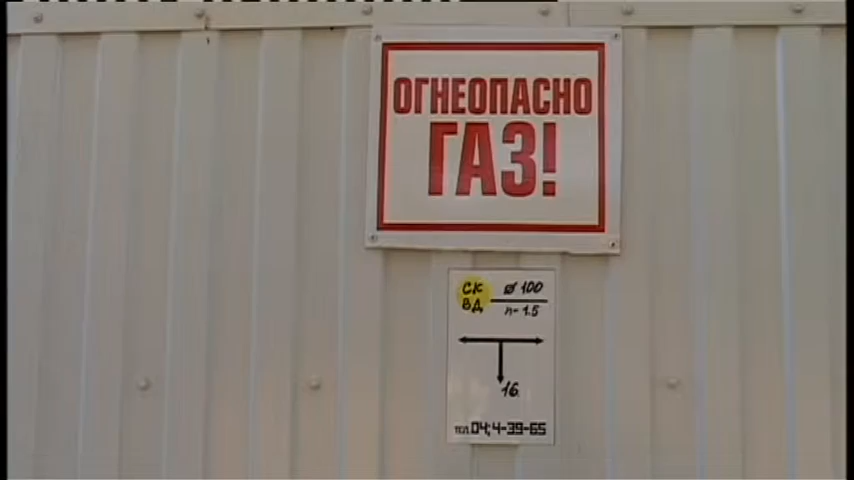 ОГНЕОПАСНО
ГАЗ!
СК ø 100
ВД h-1.5
16
тел. 04; 4-39-65